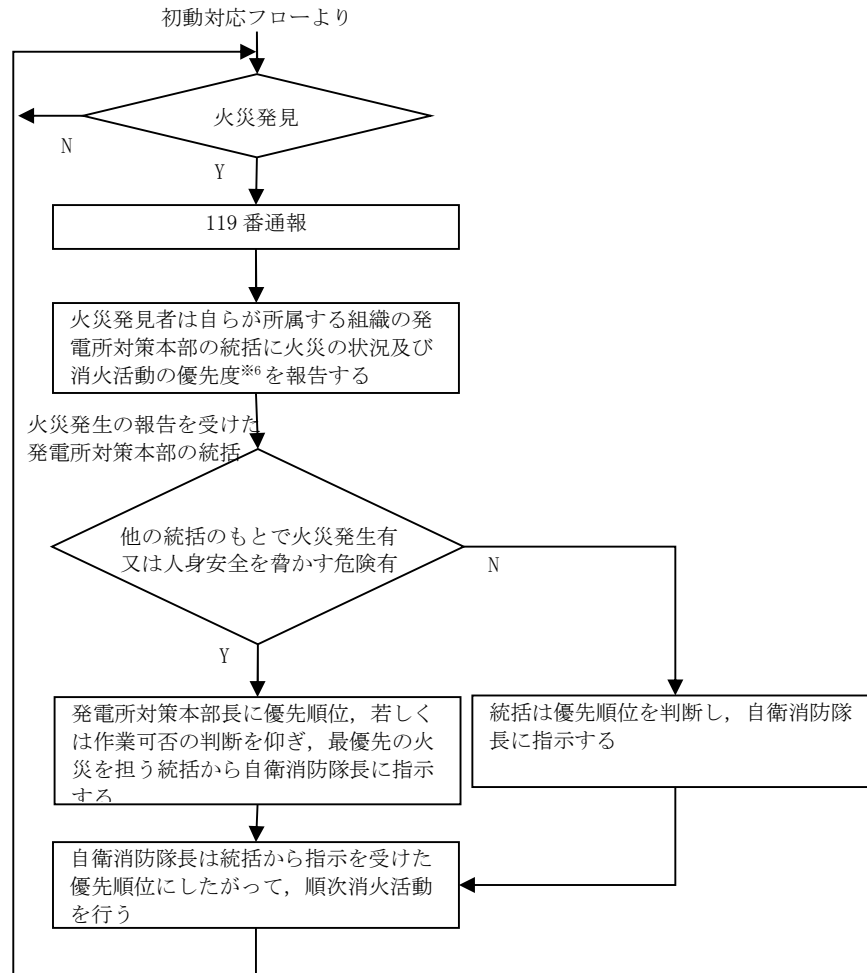 初動対応フローより
火災発見
N
Y
119 番通報
火災発見者は自らが所属する組織の発
電所対策本部の統括に火災の状況及び
消火活動の優先度※6を報告する
火災発生の報告を受けた
発電所対策本部の統括
他の統括のもとで火災発生有
又は人身安全を脅かす危険有
N
Y
発電所対策本部長に優先順位，若しく
は作業可否の判断を仰ぎ，最優先の火
災を担う統括から自衛消防隊長に指示
する
統括は優先順位を判断し，自衛消防隊
長に指示する
自衛消防隊長は統括から指示を受けた
優先順位にしたがって，順次消火活動
を行う